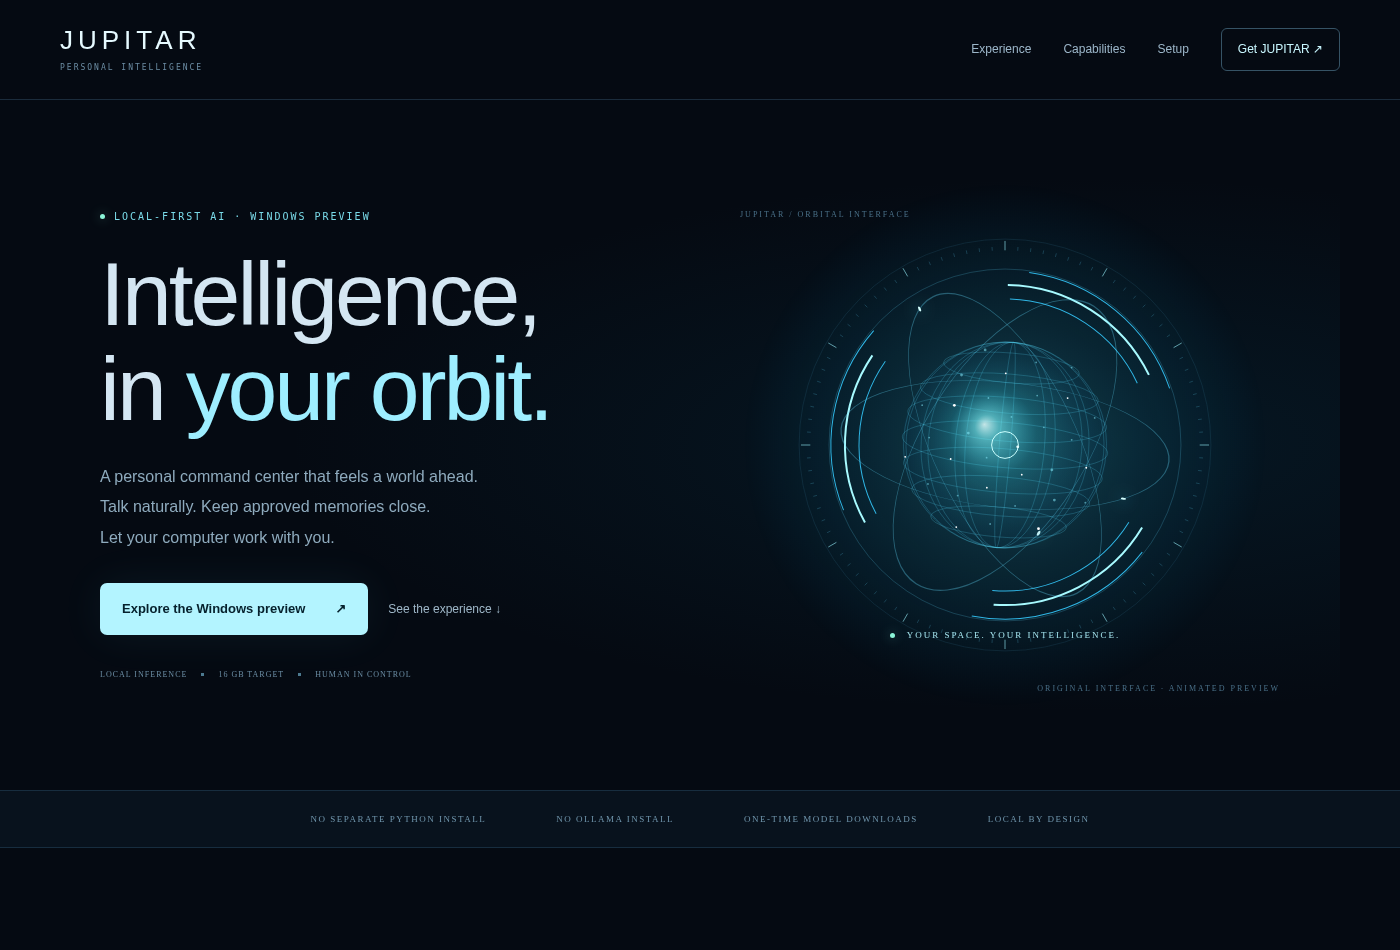 JUPITAR
PERSONAL INTELLIGENCE
Experience
Capabilities
Setup
Get JUPITAR ↗
LOCAL-FIRST AI · WINDOWS PREVIEW
Intelligence,
in your orbit.
A personal command center that feels a world ahead.
Talk naturally. Keep approved memories close.
Let your computer work with you.
Explore the Windows preview ↗
See the experience ↓
LOCAL INFERENCE
16 GB TARGET
HUMAN IN CONTROL
JUPITAR / ORBITAL INTERFACE
YOUR SPACE. YOUR INTELLIGENCE.
ORIGINAL INTERFACE · ANIMATED PREVIEW
NO SEPARATE PYTHON INSTALL
NO OLLAMA INSTALL
ONE-TIME MODEL DOWNLOADS
LOCAL BY DESIGN